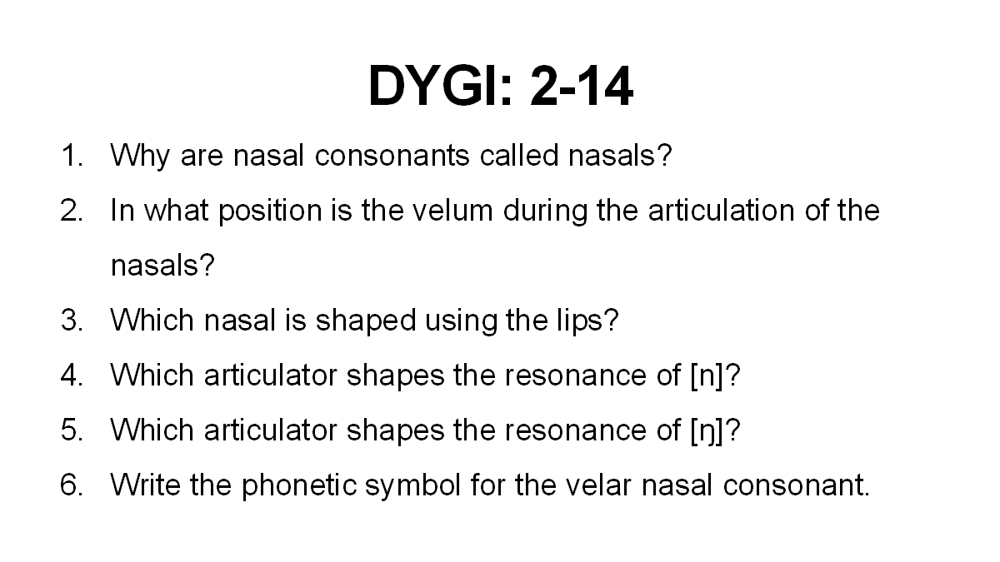 DYGI: 2-14
1. Why are nasal consonants called nasals?
2. In what position is the velum during the articulation of the
nasals?
3. Which nasal is shaped using the lips?
4. Which articulator shapes the resonance of [n]?
5. Which articulator shapes the resonance of [ŋ]?
6. Write the phonetic symbol for the velar nasal consonant.